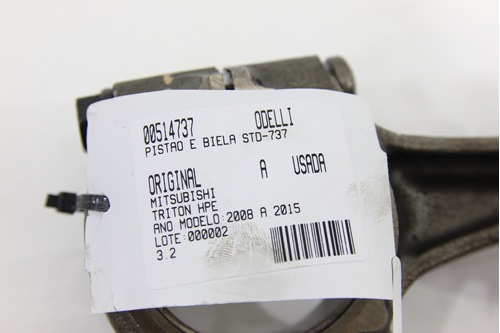 00514737 ODELLI
PISTAO E BIELA STD-737
ORIGINAL A USADA
MITSUBISHI
TRITON HPE
ANO MODELO:2008 A 2015
LOTE:000002
3.2